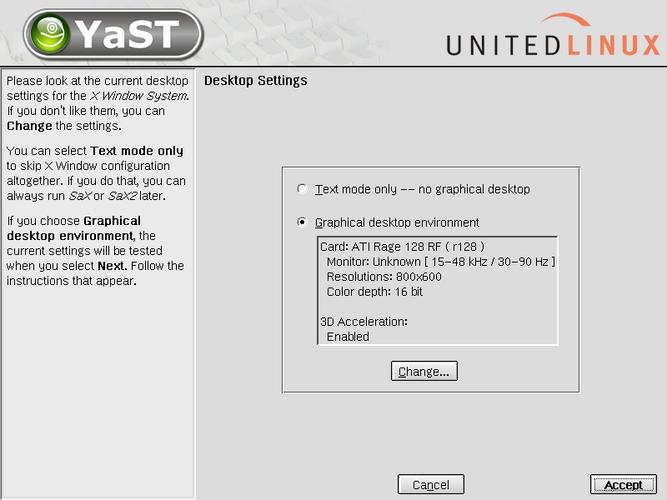 YaST
UNITEDLINUX
Please look at the current desktop
settings for the X Window System.
If you don't like them, you can
Change the settings.
You can select Text mode only
to skip X Window configuration
altogether. If you do that, you can
always run SaX or SaX2 later.
If you choose Graphical
desktop environment, the
current settings will be tested
when you select Next. Follow the
instructions that appear.
Desktop Settings
Text mode only -- no graphical desktop
Graphical desktop environment
Card: ATI Rage 128 RF ( r128 )
Monitor: Unknown [ 15-48 kHz / 30-90 Hz ]
Resolutions: 800x600
Color depth: 16 bit
3D Acceleration:
Enabled
Change...
Cancel
Accept